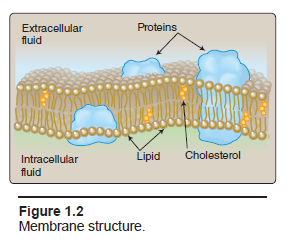 Extracellular
fluid
Proteins
Intracellular
fluid
Lipid
Cholesterol
Figure 1.2
Membrane structure.